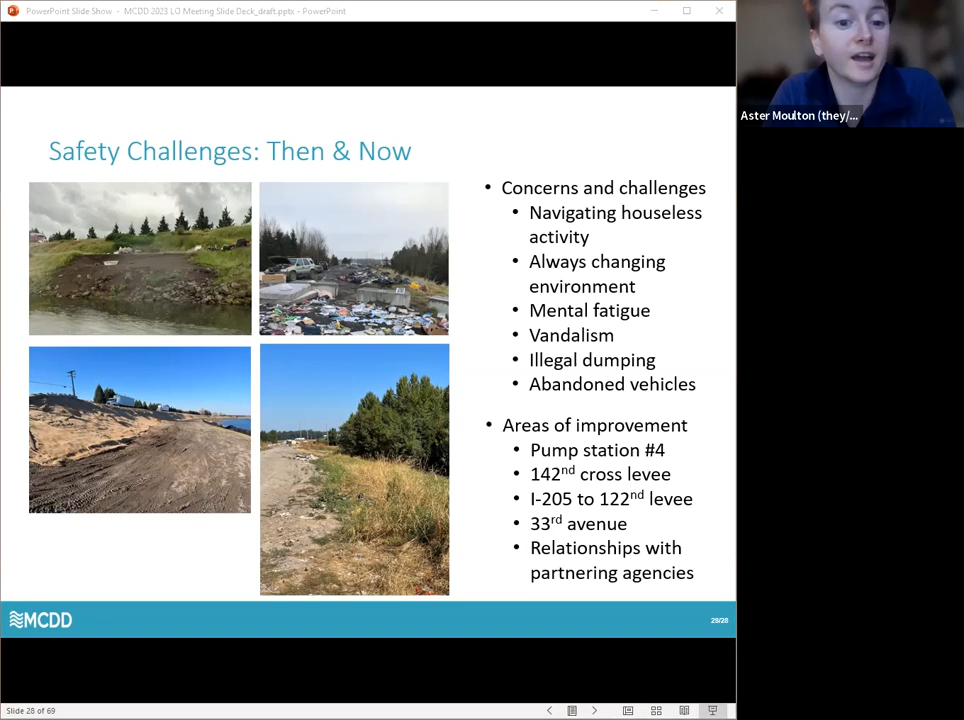 PowerPoint Slide Show - MCDD 2023 LO Meeting Slide Deck_draft.pptx - PowerPoint
Aster Moulton (they/...
Safety Challenges: Then & Now
• Concerns and challenges
• Navigating houseless
activity
• Always changing
environment
• Mental fatigue
• Vandalism
• Illegal dumping
• Abandoned vehicles
• Areas of improvement
• Pump station #4
• 142nd cross levee
• I-205 to 122nd levee
• 33rd avenue
• Relationships with
partnering agencies
MCDD
28/28
Slide 28 of 69